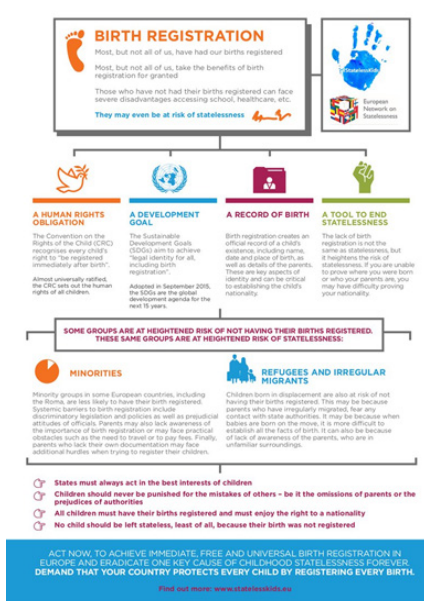 BIRTH REGISTRATION
Most, but not all of us, have had our births registered
Most, but not all of us, take the benefits of birth
registration for granted
Those who have not had their births registered can face
severe disadvantages accessing school, healthcare, etc.
They may even be at risk of statelessness
#StatelessKids
European
Network on
Statelessness
A HUMAN RIGHTS
OBLIGATION
The Convention on the
Rights of the Child (CRC)
recognises every child's
right to "be registered
immediately after birth".
Almost universally ratified,
the CRC sets out the human
rights of all children.
A DEVELOPMENT
GOAL
The Sustainable
Development Goals
(SDGs) aim to achieve
"legal identity for all,
including birth
registration".
Adopted in September 2015,
the SDGs are the global
development agenda for the
next 15 years.
A RECORD OF BIRTH
Birth registration creates an
official record of a child's
existence, including name,
date and place of birth, as
well as details of the parents.
These are key aspects of
identity and can be critical
to establishing the child's
nationality.
A TOOL TO END
STATELESSNESS
The lack of birth
registration is not the
same as statelessness, but
it heightens the risk of
statelessness. If you are unable
to prove where you were born
or who your parents are, you
may have difficulty proving
your nationality.
SOME GROUPS ARE AT HEIGHTENED RISK OF NOT HAVING THEIR BIRTHS REGISTERED.
THESE SAME GROUPS ARE AT HEIGHTENED RISK OF STATELESSNESS:
MINORITIES
Minority groups in some European countries, including
the Roma, are less likely to have their birth registered.
Systemic barriers to birth registration include
discriminatory legislation and policies as well as prejudicial
attitudes of officials. Parents may also lack awareness of
the importance of birth registration or may face practical
obstacles such as the need to travel or to pay fees. Finally,
parents who lack their own documentation may face
additional hurdles when trying to register their children.
REFUGEES AND IRREGULAR
MIGRANTS
Children born in displacement are also at risk of not
having their births registered. This may be because
parents who have irregularly migrated, fear any
contact with state authorities. It may be because when
babies are born on the move, it is more difficult to
establish all the facts of birth. It can also be because
of lack of awareness of the parents, who are in
unfamiliar surroundings.
States must always act in the best interests of children
Children should never be punished for the mistakes of others – be it the omissions of parents or the
prejudices of authorities
All children must have their births registered and must enjoy the right to a nationality
No child should be left stateless, least of all, because their birth was not registered
ACT NOW, TO ACHIEVE IMMEDIATE, FREE AND UNIVERSAL BIRTH REGISTRATION IN
EUROPE AND ERADICATE ONE KEY CAUSE OF CHILDHOOD STATELESSNESS FOREVER.
DEMAND THAT YOUR COUNTRY PROTECTS EVERY CHILD BY REGISTERING EVERY BIRTH.
Find out more: www.statelesskids.eu